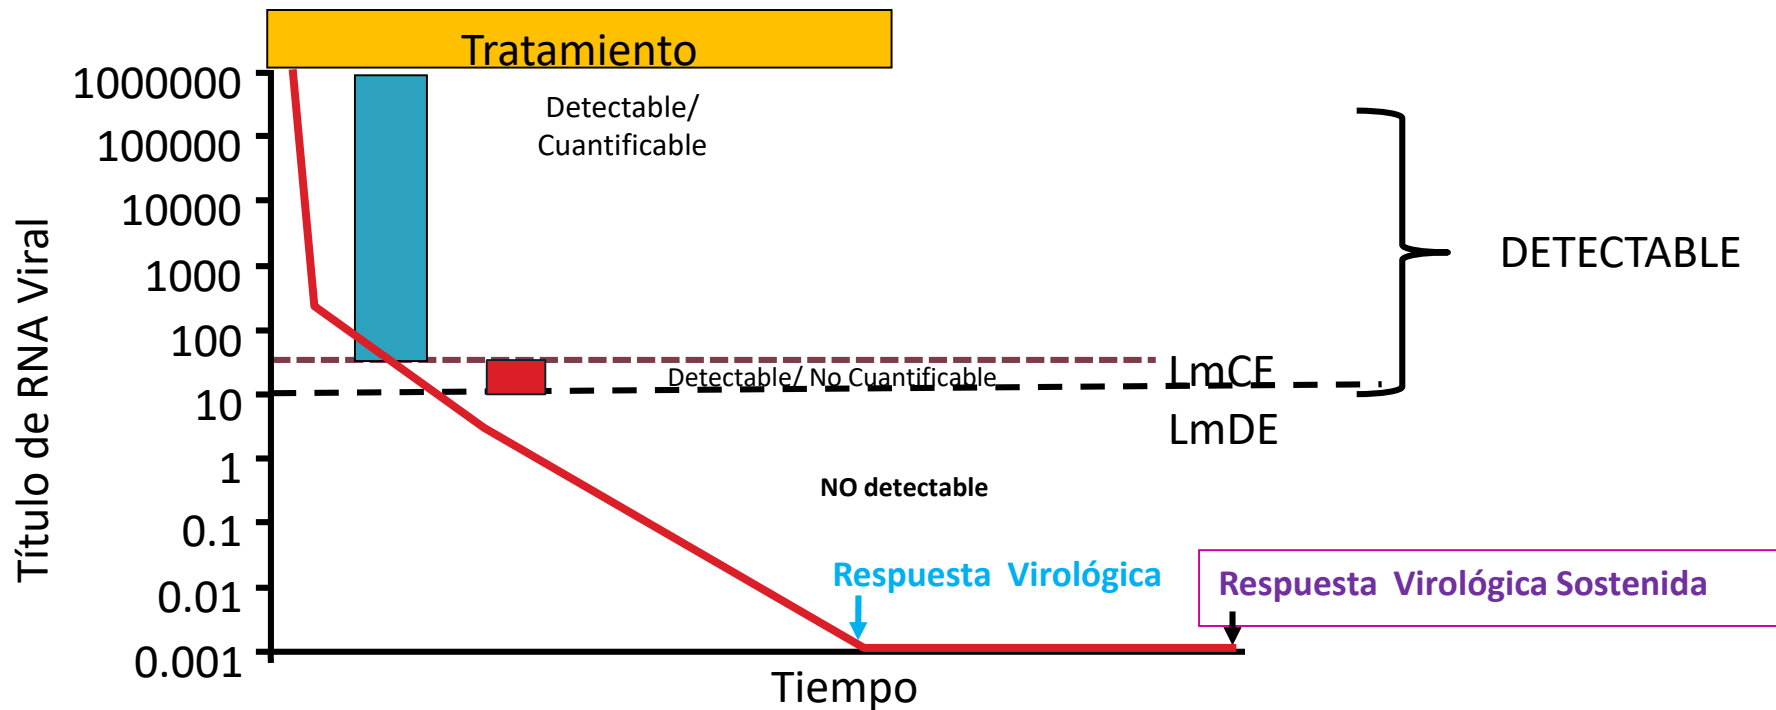 Tratamiento
1000000
100000
10000
1000
100
10
1
0.1
0.01
0.001
Título de RNA Viral
Detectable/
Cuantificable
DETECTABLE
LmCE
Detectable/ No Cuantificable
LmDE
NO detectable
Respuesta Virológica
Respuesta Virológica Sostenida
Tiempo